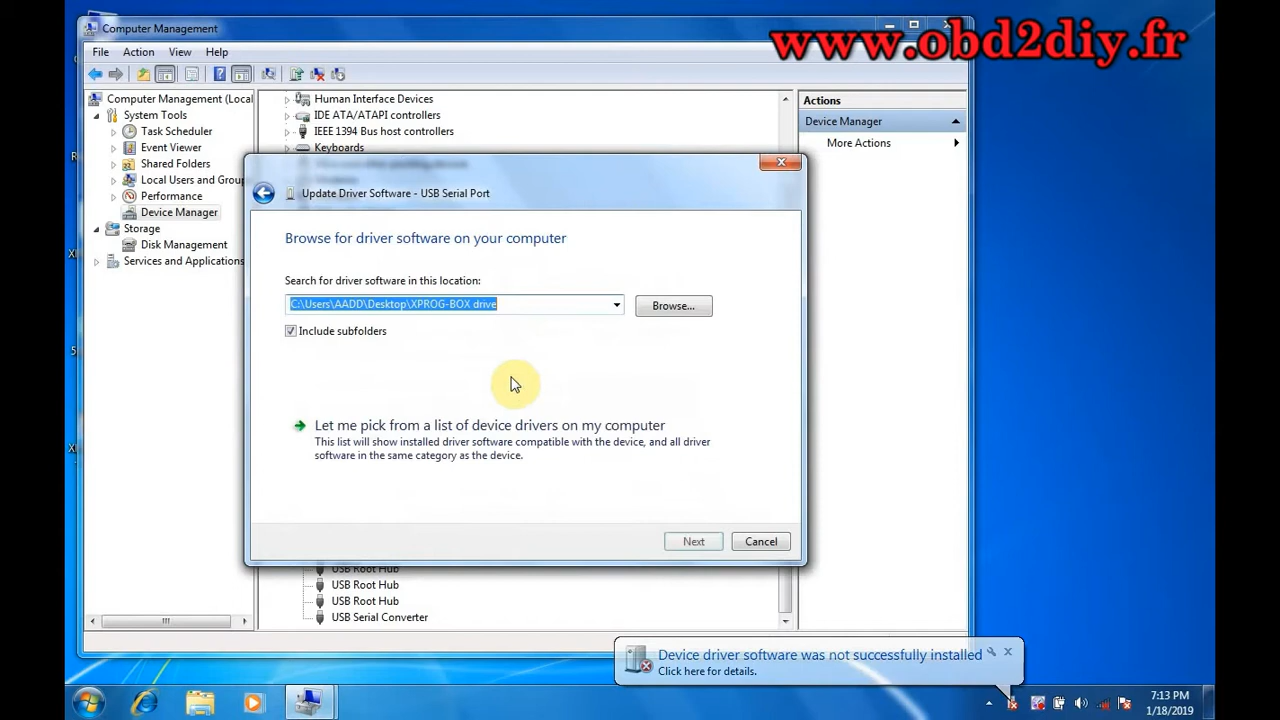 Computer Management
www.obd2diy.fr
File Action View Help
Computer Management (Local
System Tools
Task Scheduler
Event Viewer
Shared Folders
Local Users and Group
Performance
Device Manager
Storage
Disk Management
Services and Applications
Human Interface Devices
IDE ATA/ATAPI controllers
IEEE 1394 Bus host controllers
Keyboards
Actions
Device Manager
More Actions
Update Driver Software - USB Serial Port
Browse for driver software on your computer
Search for driver software in this location:
C:\Users\AADD\Desktop\XPROG-BOX drive
Browse...
Include subfolders
Let me pick from a list of device drivers on my computer
This list will show installed driver software compatible with the device, and all driver
software in the same category as the device.
Next
Cancel
USB Root Hub
USB Root Hub
USB Root Hub
USB Serial Converter
Device driver software was not successfully installed
Click here for details.
7:13 PM
1/18/2019